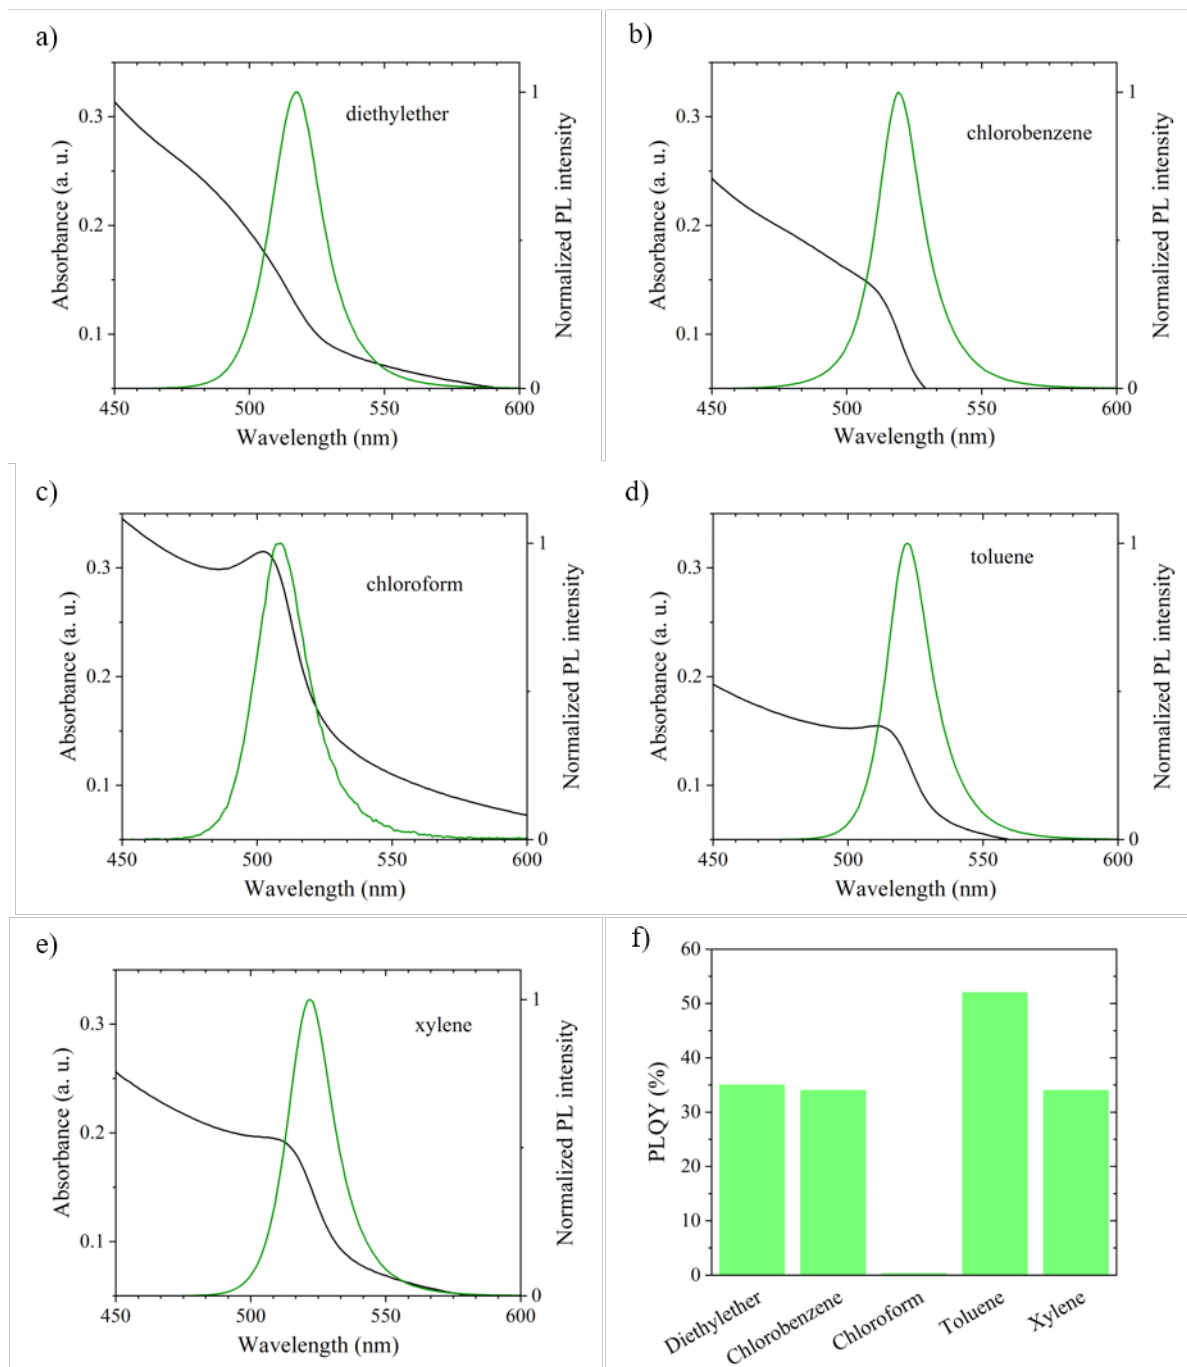 a)
diethylether
0.3
0.2
0.1
1
0
Absorbance (a. u.)
Normalized PL intensity
450 500 550 600
Wavelength (nm)
b)
chlorobenzene
0.3
0.2
0.1
1
0
Absorbance (a. u.)
Normalized PL intensity
450 500 550 600
Wavelength (nm)
c)
chloroform
0.3
0.2
0.1
1
0
Absorbance (a. u.)
Normalized PL intensity
450 500 550 600
Wavelength (nm)
d)
toluene
0.3
0.2
0.1
1
0
Absorbance (a. u.)
Normalized PL intensity
450 500 550 600
Wavelength (nm)
e)
xylene
0.3
0.2
0.1
1
0
Absorbance (a. u.)
Normalized PL intensity
450 500 550 600
Wavelength (nm)
f)
60
50
40
30
20
10
0
PLQY (%)
Diethylether
Chlorobenzene
Chloroform
Toluene
Xylene